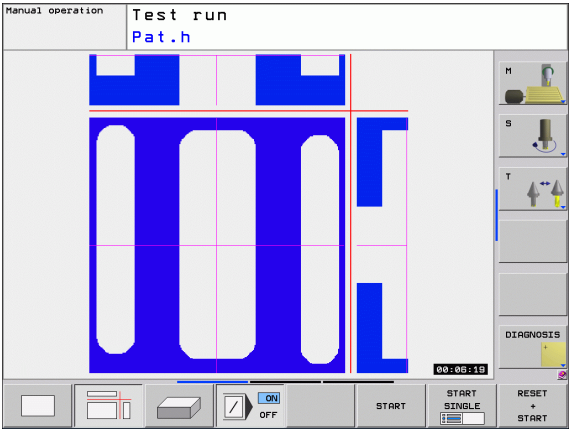 Manual operation
Test run
Pat.h
M
S
T
DIAGNOSIS
00:06:19
ON
OFF
START
START
SINGLE
RESET
+
START